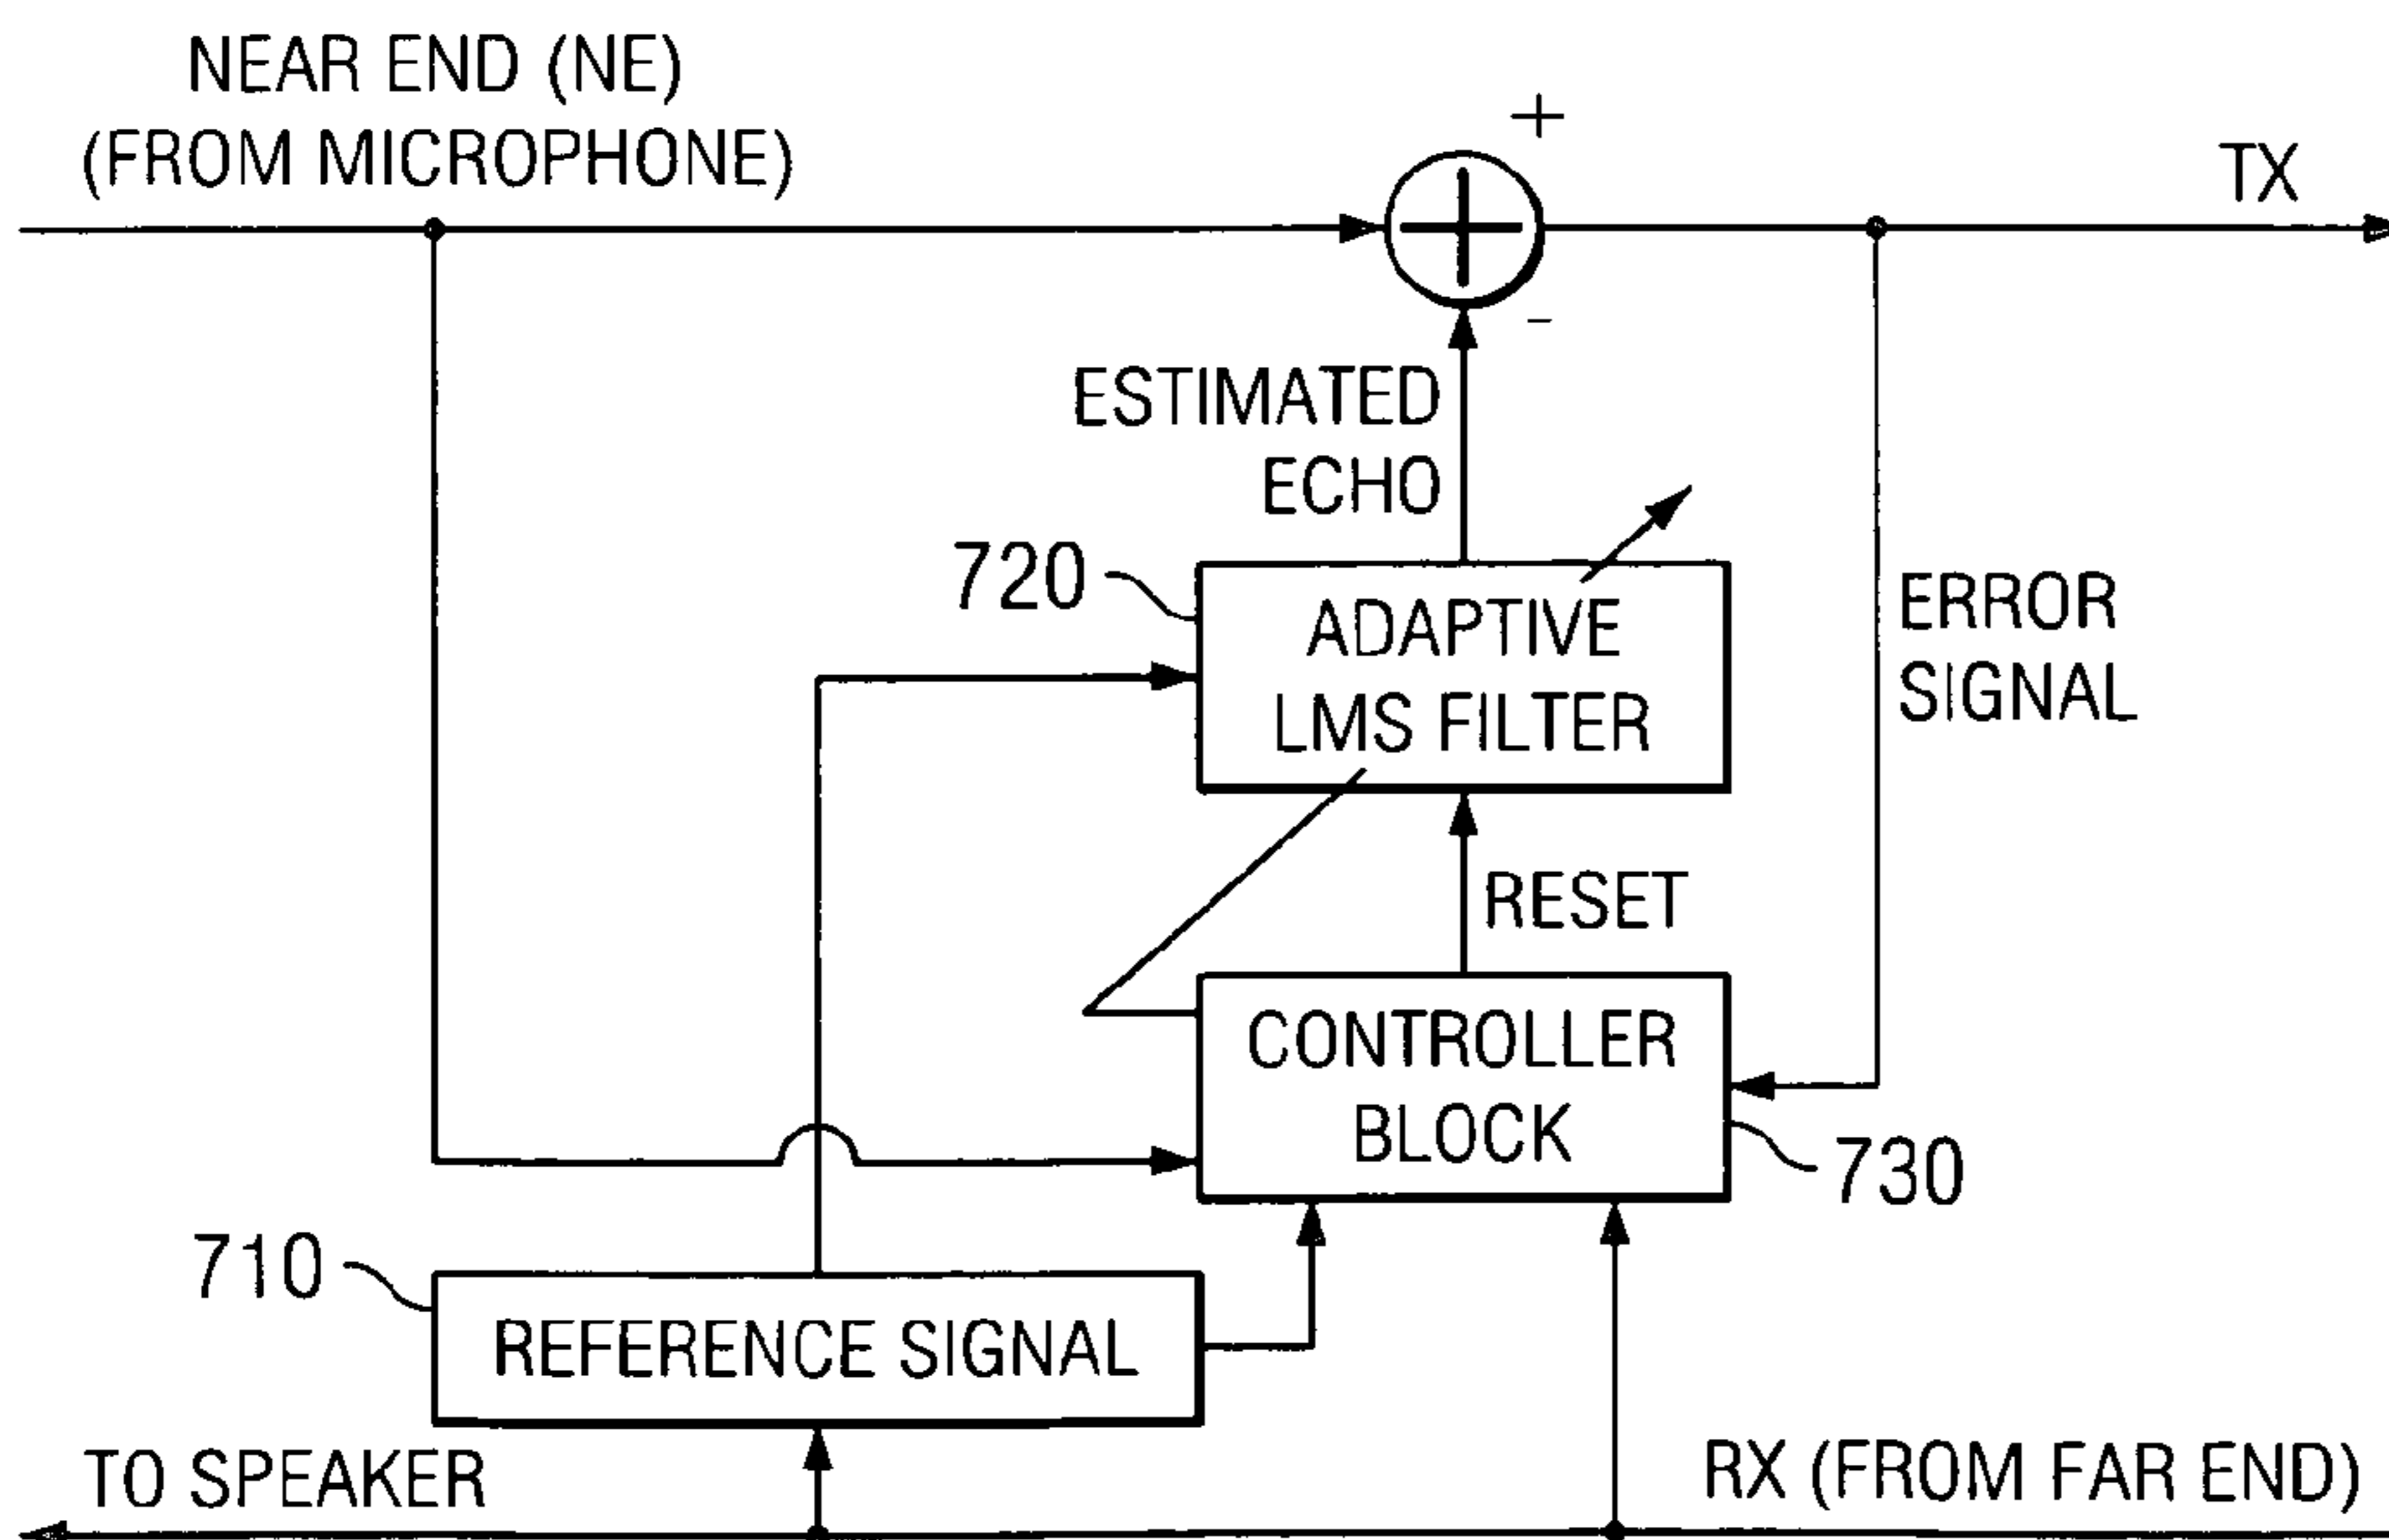 NEAR END (NE)
(FROM MICROPHONE)
+
TX
-
ESTIMATED
ECHO
720
ADAPTIVE
LMS FILTER
ERROR
SIGNAL
RESET
CONTROLLER
BLOCK
730
710
REFERENCE SIGNAL
TO SPEAKER
RX (FROM FAR END)